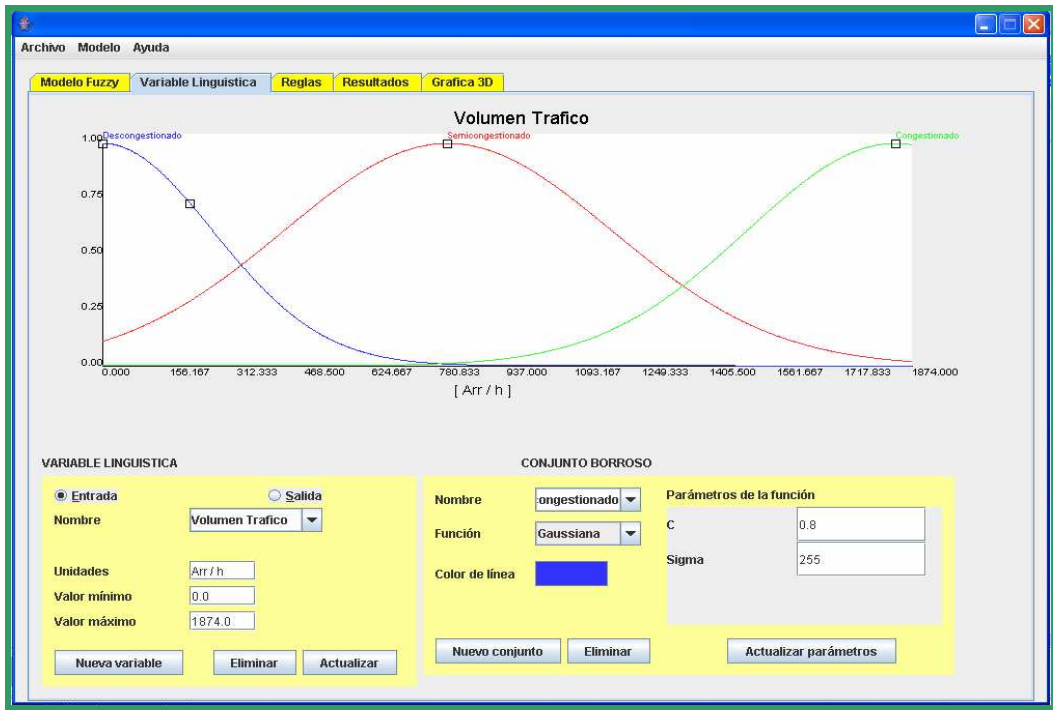 Archivo Modelo Ayuda
Modelo Fuzzy Variable Linguistica Reglas Resultados Grafica 3D
Volumen Trafico
Descongestionado Semicongestionado Congestionado
1.00
0.75
0.50
0.25
0.00
0.000 156.167 312.333 468.500 624.667 780.833 937.000 1093.167 1249.333 1405.500 1561.667 1717.833 1874.000
[ Arr / h ]
VARIABLE LINGUISTICA
Entrada Salida
Nombre Volumen Trafico
Unidades Arr / h
Valor mínimo 0.0
Valor máximo 1874.0
Nueva variable Eliminar Actualizar
CONJUNTO BORROSO
Nombre ongestionado
Función Gaussiana
Color de línea
Parámetros de la función
C 0.8
Sigma 255
Nuevo conjunto Eliminar Actualizar parámetros